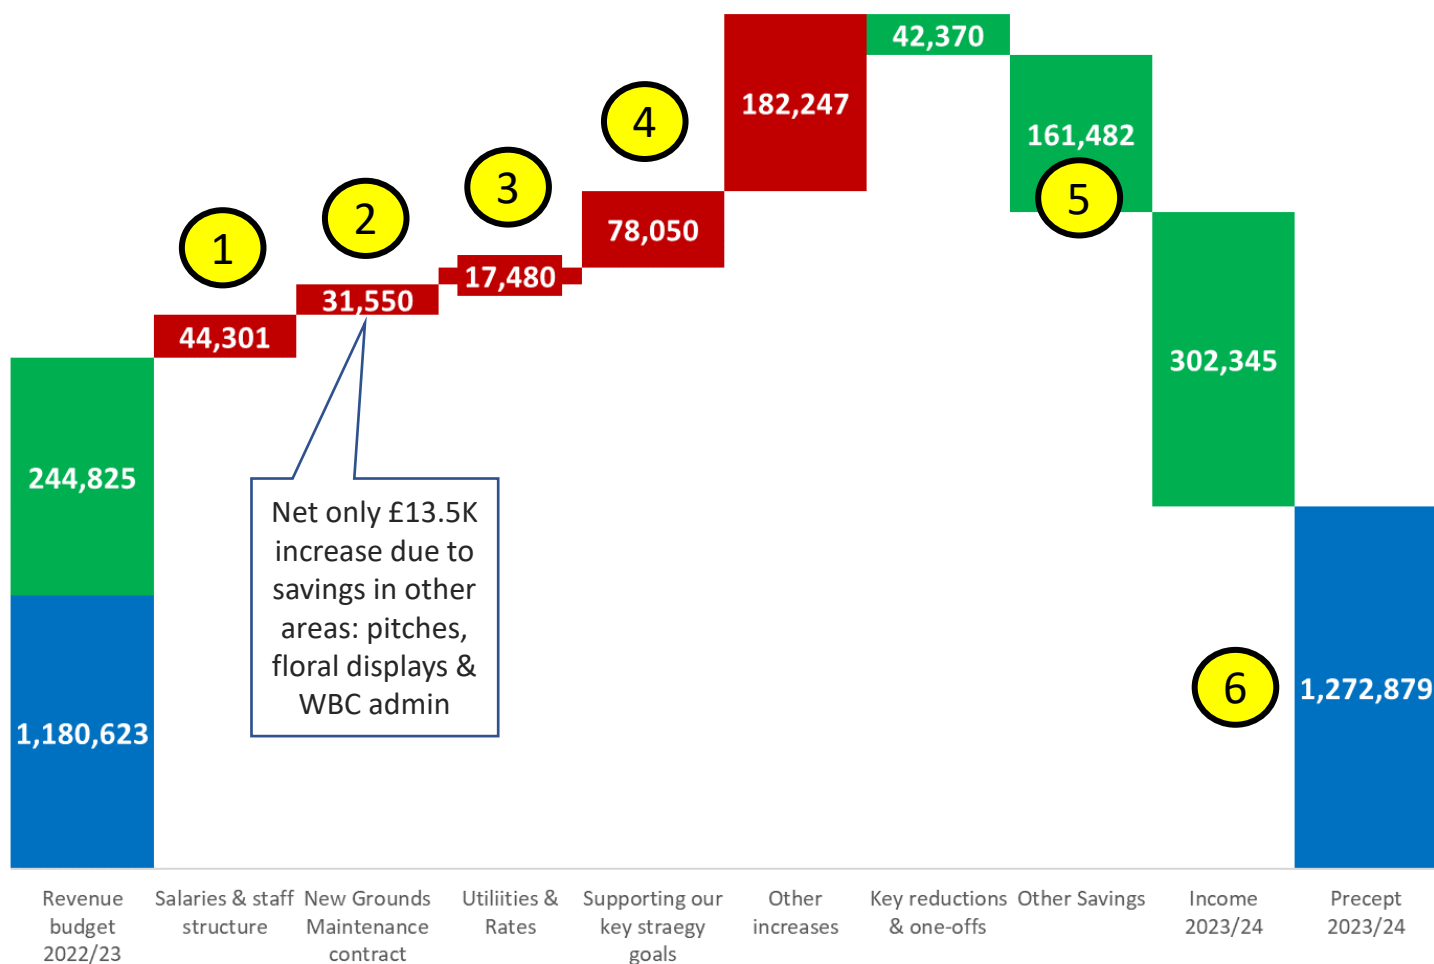 42,370
182,247
161,482
4
3
5
2
1
78,050
17,480
31,550
44,301
302,345
244,825
Net only £13.5K
increase due to
savings in other
areas: pitches,
floral displays &
WBC admin
6
1,272,879
1,180,623
Revenue
budget
2022/23
Salaries & staff
structure
New Grounds
Maintenance
contract
Utiliities &
Rates
Supporting our
key straegy
goals
Other
increases
Key reductions
& one-offs
Other Savings
Income
2023/24
Precept
2023/24